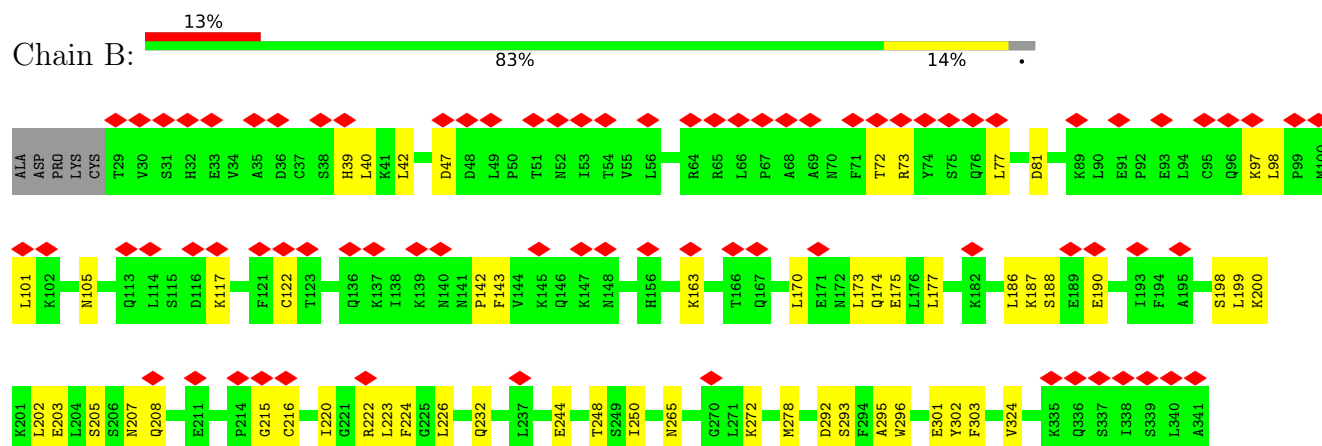 13%
Chain B:
83% 14% •
ALA ASP PRO LYS CYS T29 V30 S31 H32 E33 V34 A35 D36 C37 S38 H39 L40 K41 L42 D47 D48 L49 P50 T51 N52 I53 T54 V55 L56 R64 R65 L66 P67 A68 A69 N70 F71 T72 R73 Y74 S75 Q76 L77 D81 K89 L90 E91 P92 E93 L94 C95 Q96 K97 L98 P99 M100
L101 K102 N105 Q113 L114 S115 D116 K117 F121 C122 T123 Q136 K137 I138 K139 N140 N141 P142 F143 V144 K145 Q146 K147 N148 H156 K163 T166 Q167 L170 E171 N172 L173 Q174 E175 L176 L177 K182 L186 K187 S188 E189 E190 I193 F194 A195 S198 L199 K200
K201 L202 E203 L204 S205 S206 N207 Q208 E211 P214 G215 C216 I220 G221 R222 L223 F224 G225 L226 Q232 L237 E244 T248 S249 I250 N265 G270 L271 K272 M278 D292 S293 F294 A295 W296 E301 Y302 F303 V324 K335 Q336 S337 I338 S339 L340 A341